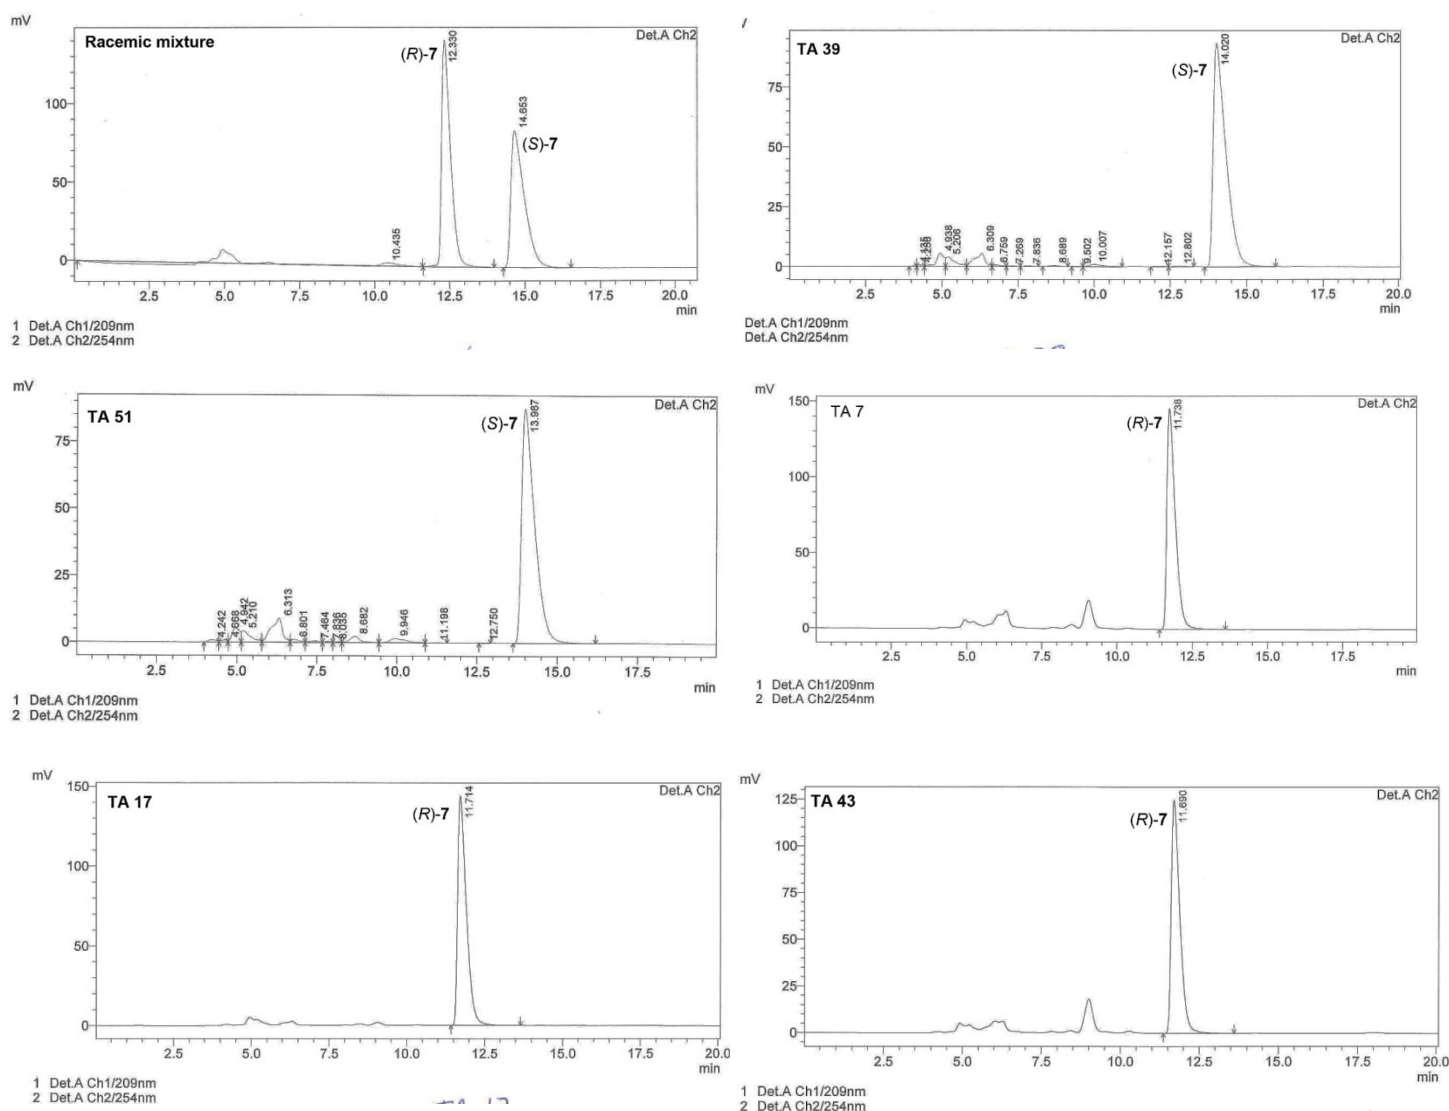 mV
Racemic mixture
Det.A Ch2
(R)-7
12.330
14.653
(S)-7
10.435
100
50
0
2.5 5.0 7.5 10.0 12.5 15.0 17.5 20.0
min
1 Det.A Ch1/209nm
2 Det.A Ch2/254nm
TA 39
Det.A Ch2
(S)-7
14.020
75
50
25
0
4.938
5.206
6.309
6.759
7.269
7.836
8.689
9.502
10.007
12.157
12.802
2.5 5.0 7.5 10.0 12.5 15.0 17.5 20.0
min
Det.A Ch1/209nm
Det.A Ch2/254nm
mV
TA 51
Det.A Ch2
(S)-7
13.987
75
50
25
0
4.242
4.668
4.942
5.210
6.313
6.801
7.464
7.836
8.035
8.682
9.946
11.198
12.750
2.5 5.0 7.5 10.0 12.5 15.0 17.5
min
1 Det.A Ch1/209nm
2 Det.A Ch2/254nm
mV
TA 7
Det.A Ch2
(R)-7
11.738
150
100
50
0
2.5 5.0 7.5 10.0 12.5 15.0 17.5
min
1 Det.A Ch1/209nm
2 Det.A Ch2/254nm
mV
TA 17
Det.A Ch2
(R)-7
11.714
150
100
50
0
2.5 5.0 7.5 10.0 12.5 15.0 17.5 20.0
min
1 Det.A Ch1/209nm
2 Det.A Ch2/254nm
mV
TA 43
Det.A Ch2
(R)-7
11.690
125
100
75
50
25
0
2.5 5.0 7.5 10.0 12.5 15.0 17.5 20.0
min
1 Det.A Ch1/209nm
2 Det.A Ch2/254nm